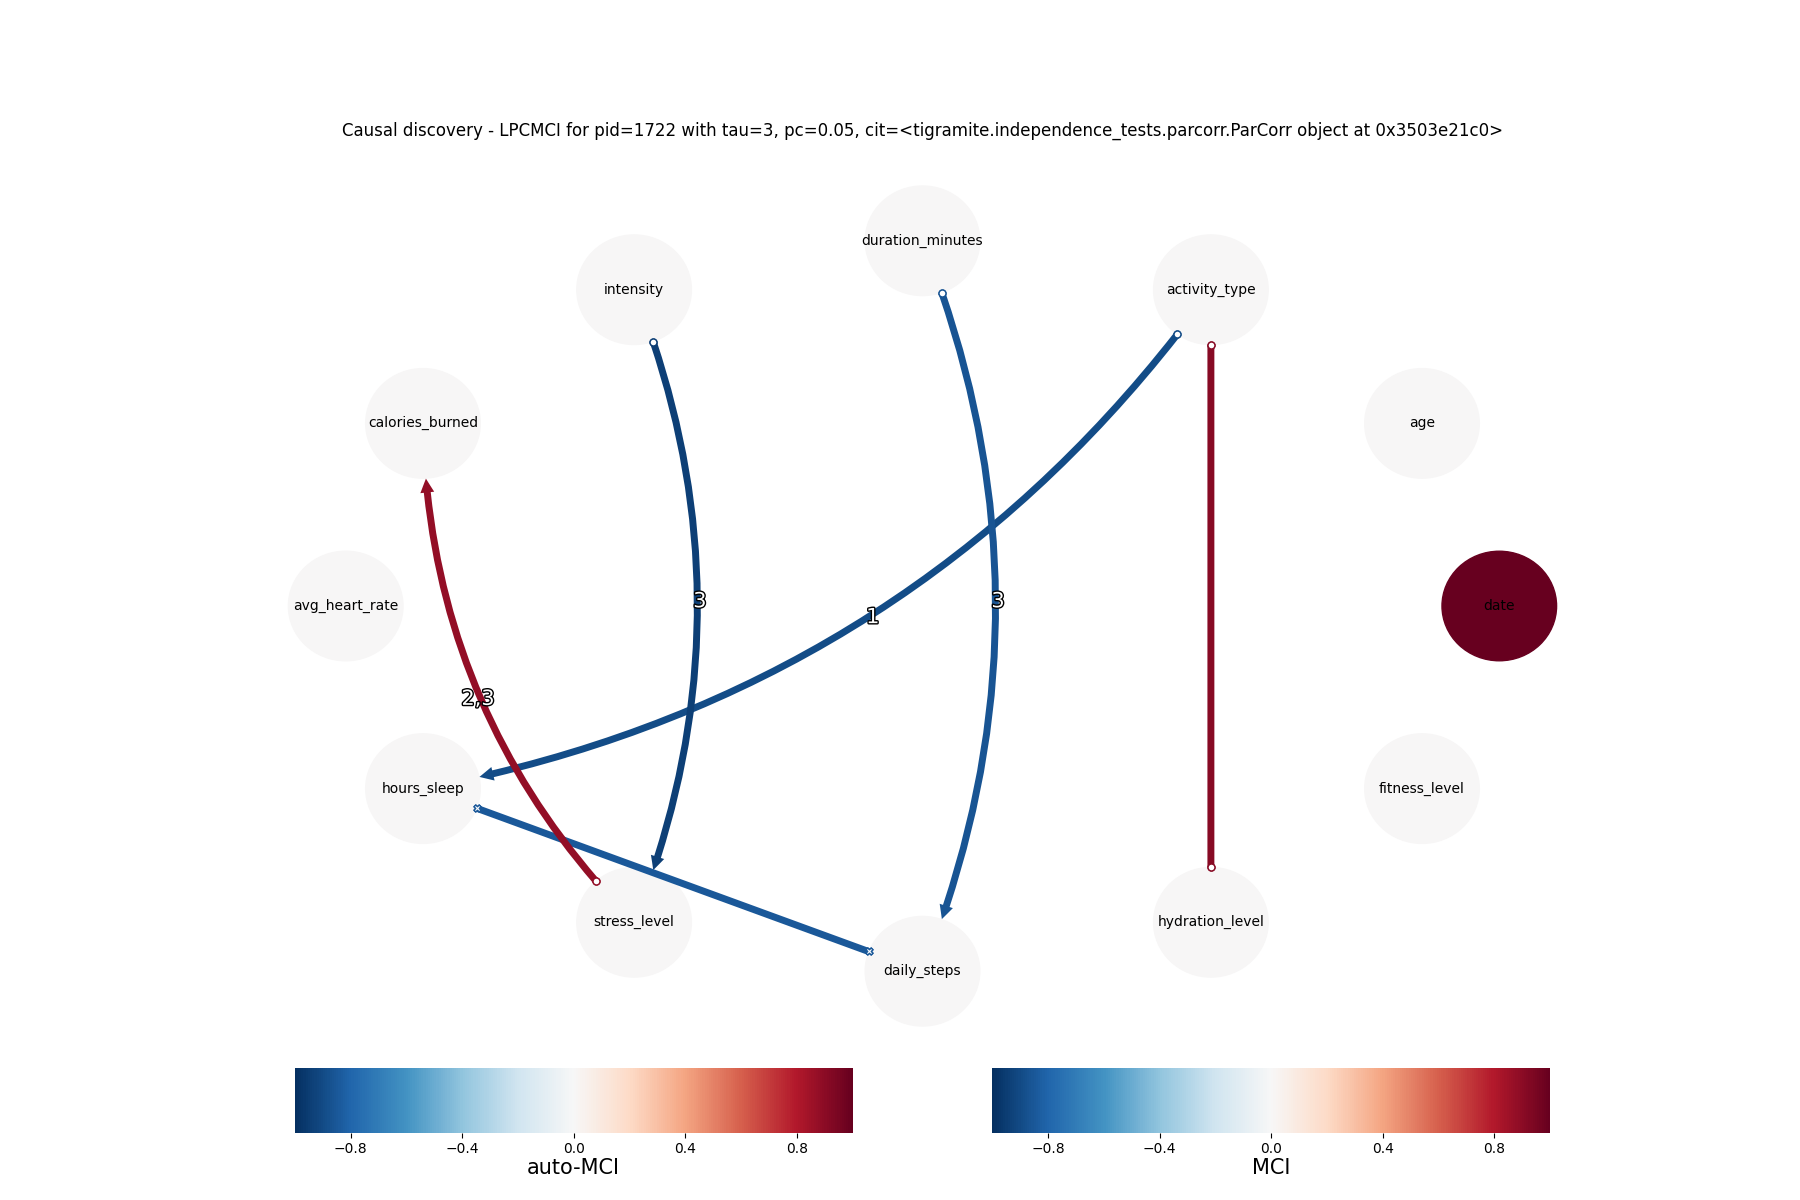 Causal discovery - LPCMCI for pid=1722 with tau=3, pc=0.05, cit=<tigramite.independence_tests.parcorr.ParCorr object at 0x3503e21c0>
duration_minutes
intensity
activity_type
calories_burned
age
3
1
3
avg_heart_rate
date
2,3
hours_sleep
fitness_level
stress_level
hydration_level
daily_steps
−0.8 −0.4 0.0 0.4 0.8
auto-MCI
−0.8 −0.4 0.0 0.4 0.8
MCI